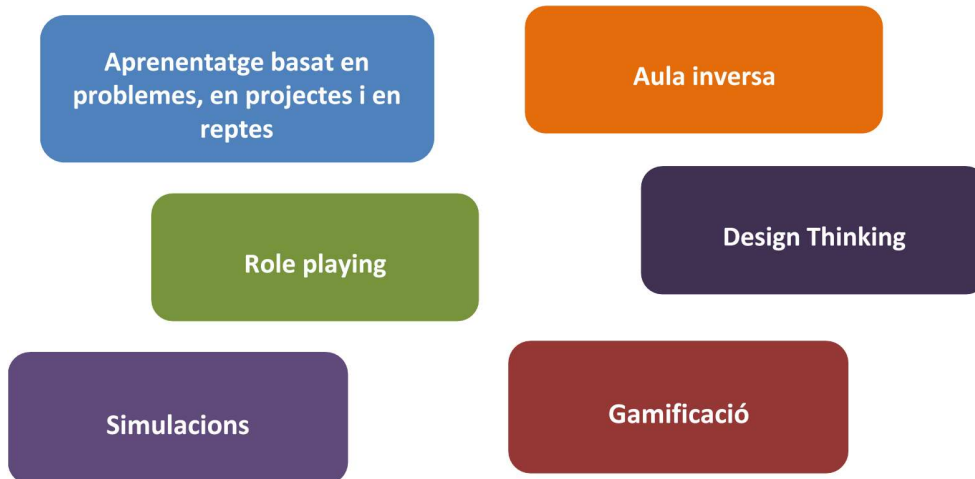 Aprenentatge basat en
problemes, en projectes i en
reptes
Aula inversa
Role playing
Design Thinking
Simulacions
Gamificació